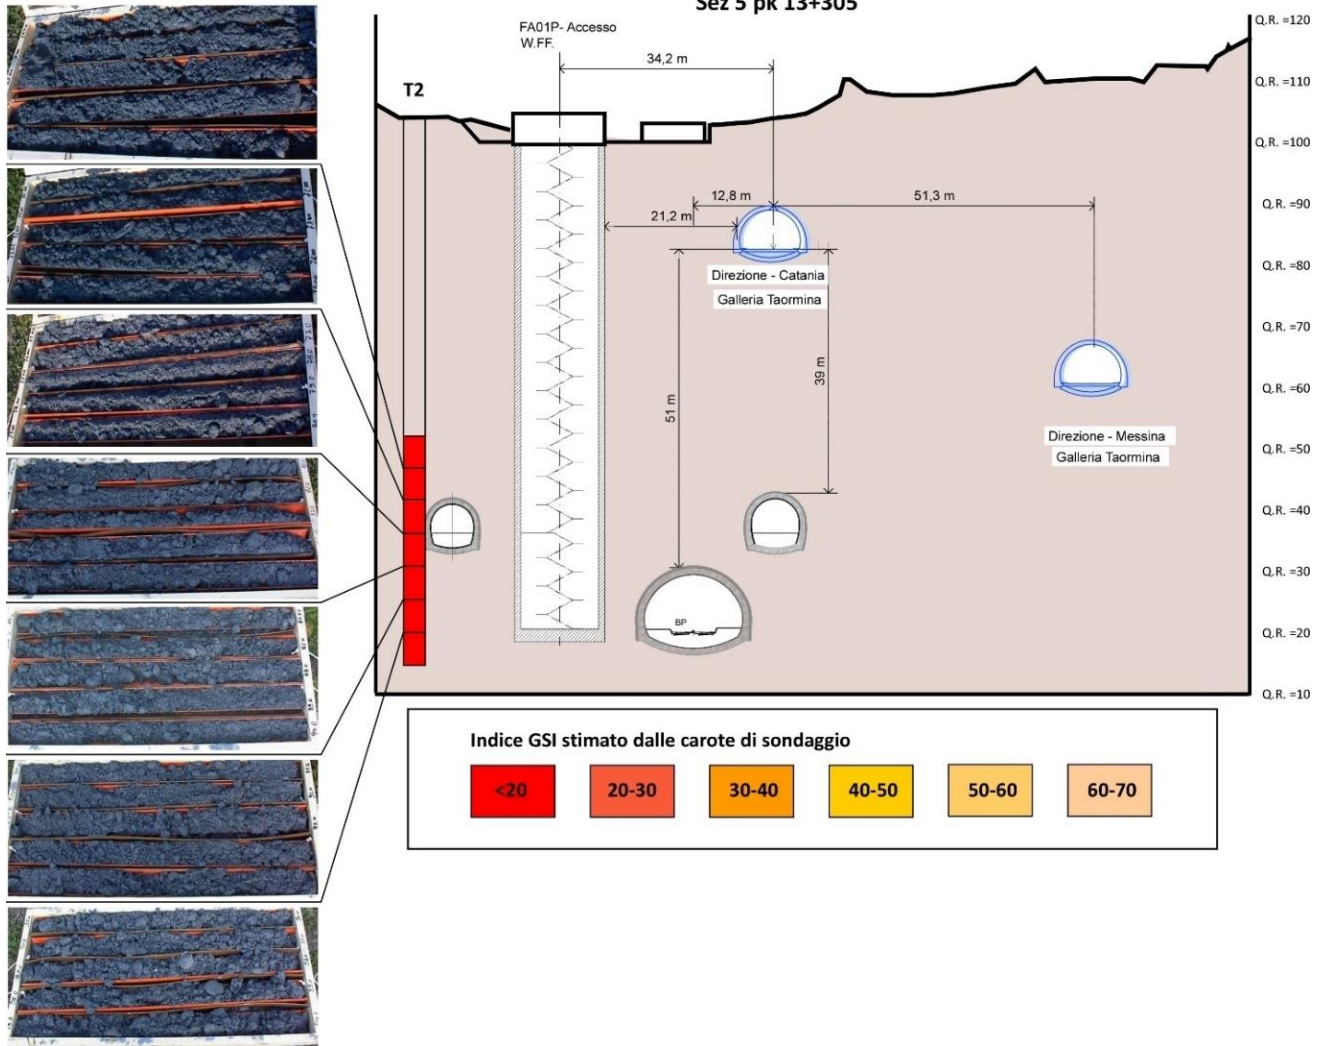 Sez 5 pk 13+305
Q.R. =120
FA01P- Accesso
W.FF.
34,2 m
Q.R. =110
T2
Q.R. =100
12,8 m
51,3 m
Q.R. =90
21,2 m
Direzione - Catania
Galleria Taormina
Q.R. =80
Q.R. =70
39 m
51 m
Q.R. =60
Direzione - Messina
Galleria Taormina
Q.R. =50
Q.R. =40
Q.R. =30
BP
Q.R. =20
Q.R. =10
Indice GSI stimato dalle carote di sondaggio
<20
20-30
30-40
40-50
50-60
60-70